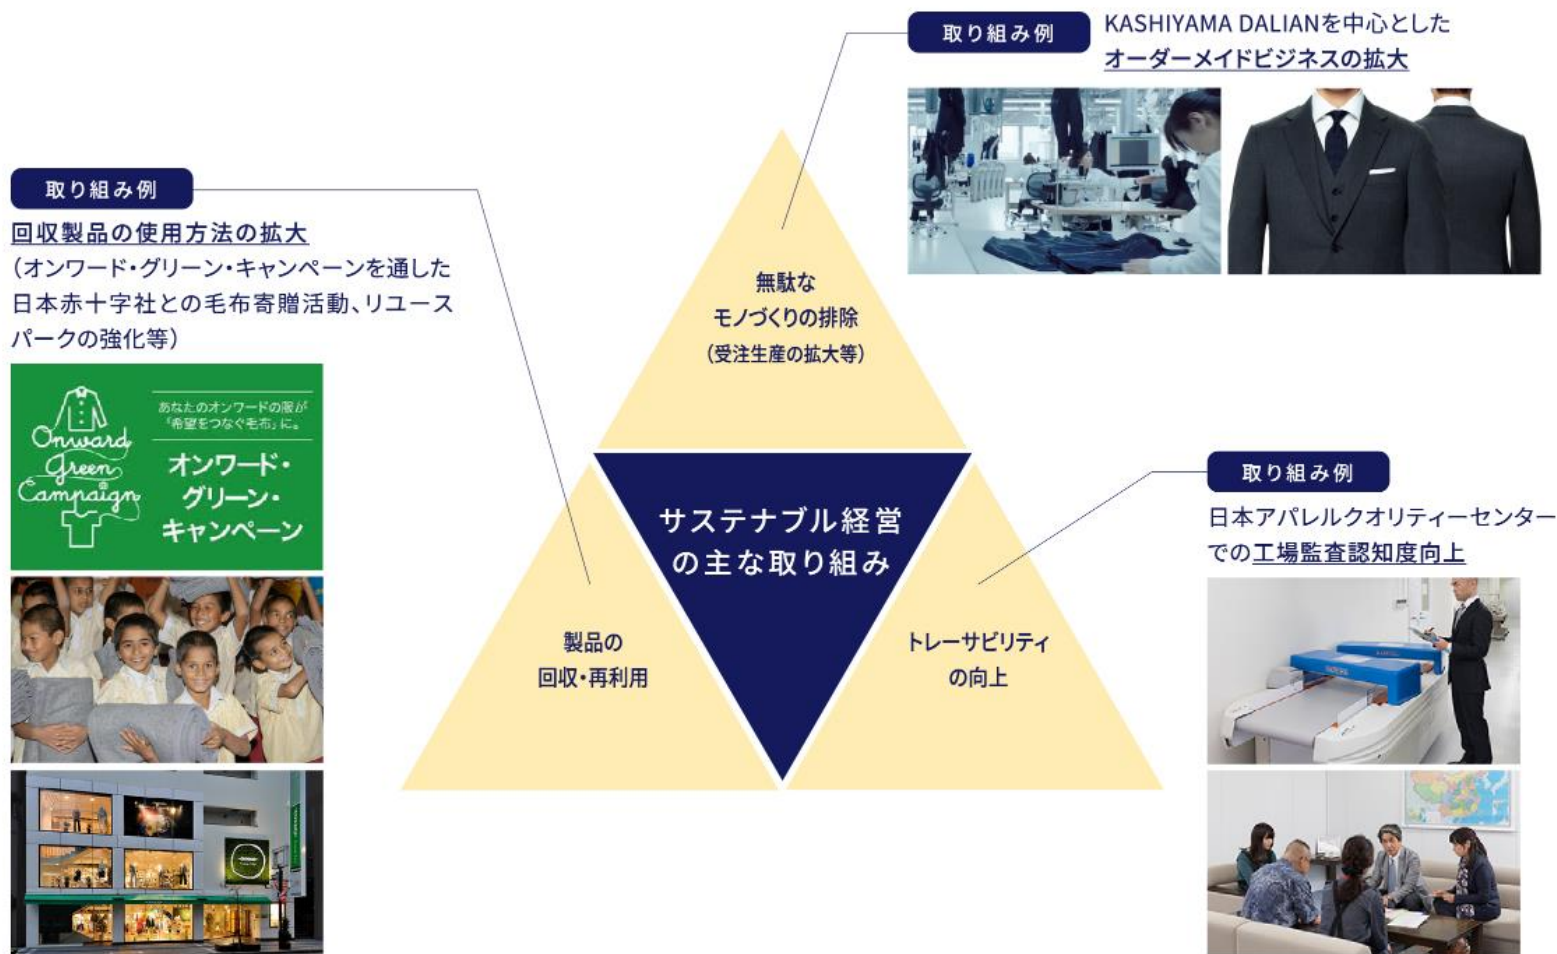 取り組み例
KASHIYAMA DALIANを中心とした
オーダーメイドビジネスの拡大
取り組み例
回収製品の使用方法の拡大
（オンワード・グリーン・キャンペーンを通した
日本赤十字社との毛布寄贈活動、リユース
パークの強化等）
Onward
Green
Campaign
あなたのオンワードの服が
「希望をつなぐ毛布」に。
オンワード・
グリーン・
キャンペーン
無駄な
モノづくりの排除
（受注生産の拡大等）
サステナブル経営
の主な取り組み
製品の
回収・再利用
トレーサビリティ
の向上
取り組み例
日本アパレルクオリティーセンター
での工場監査認知度向上